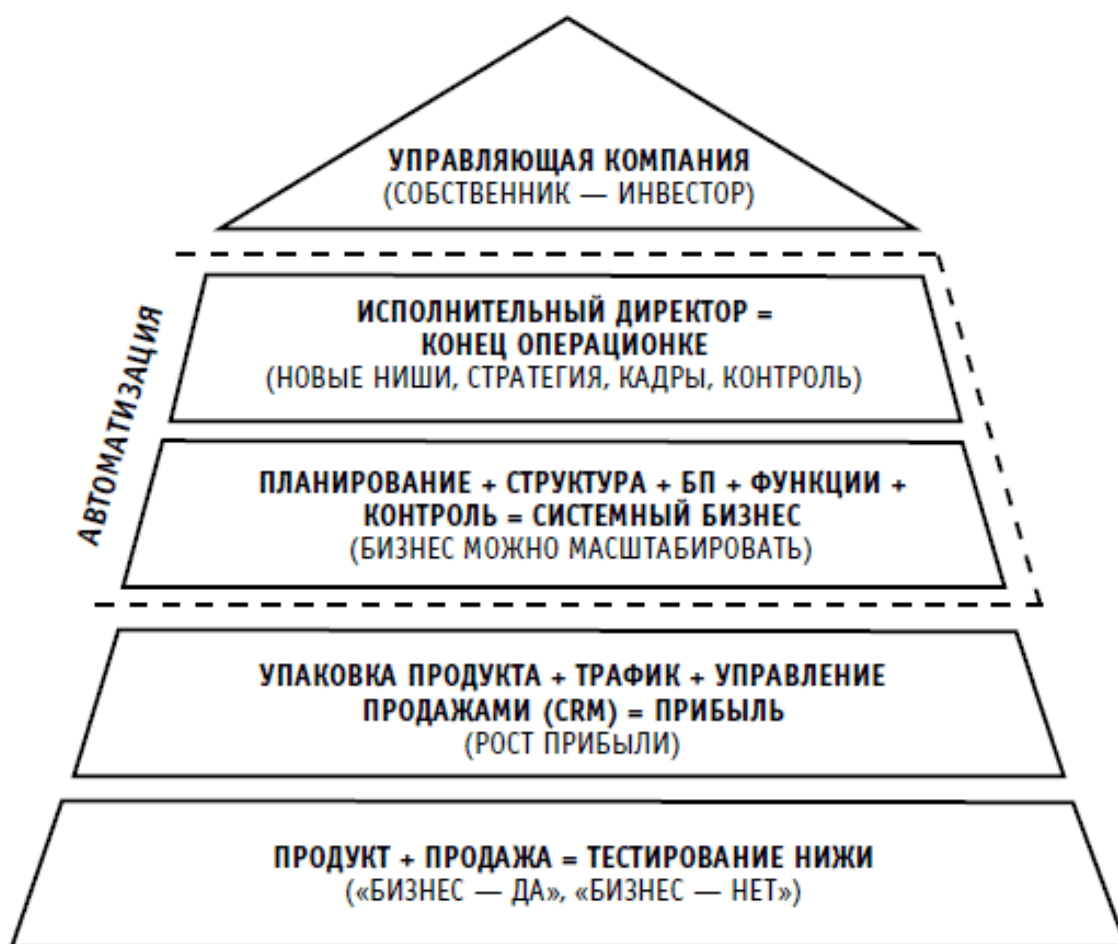 УПРАВЛЯЮЩАЯ КОМПАНИЯ
(СОБСТВЕННИК — ИНВЕСТОР)
АВТОМАТИЗАЦИЯ
ИСПОЛНИТЕЛЬНЫЙ ДИРЕКТОР =
КОНЕЦ ОПЕРАЦИОНКЕ
(НОВЫЕ НИШИ, СТРАТЕГИЯ, КАДРЫ, КОНТРОЛЬ)
ПЛАНИРОВАНИЕ + СТРУКТУРА + БП + ФУНКЦИИ +
КОНТРОЛЬ = СИСТЕМНЫЙ БИЗНЕС
(БИЗНЕС МОЖНО МАСШТАБИРОВАТЬ)
УПАКОВКА ПРОДУКТА + ТРАФИК + УПРАВЛЕНИЕ
ПРОДАЖАМИ (CRM) = ПРИБЫЛЬ
(РОСТ ПРИБЫЛИ)
ПРОДУКТ + ПРОДАЖА = ТЕСТИРОВАНИЕ НИЖИ
(«БИЗНЕС — ДА», «БИЗНЕС — НЕТ»)